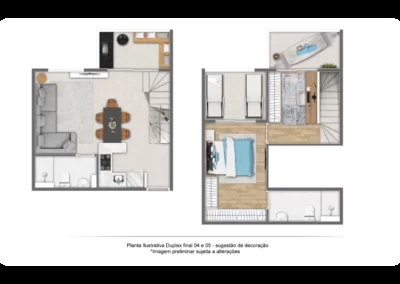 Planta Ilustrativa Duplex final 04 e 05 - sugestão de decoração
*Imagem preliminar sujeita a alterações